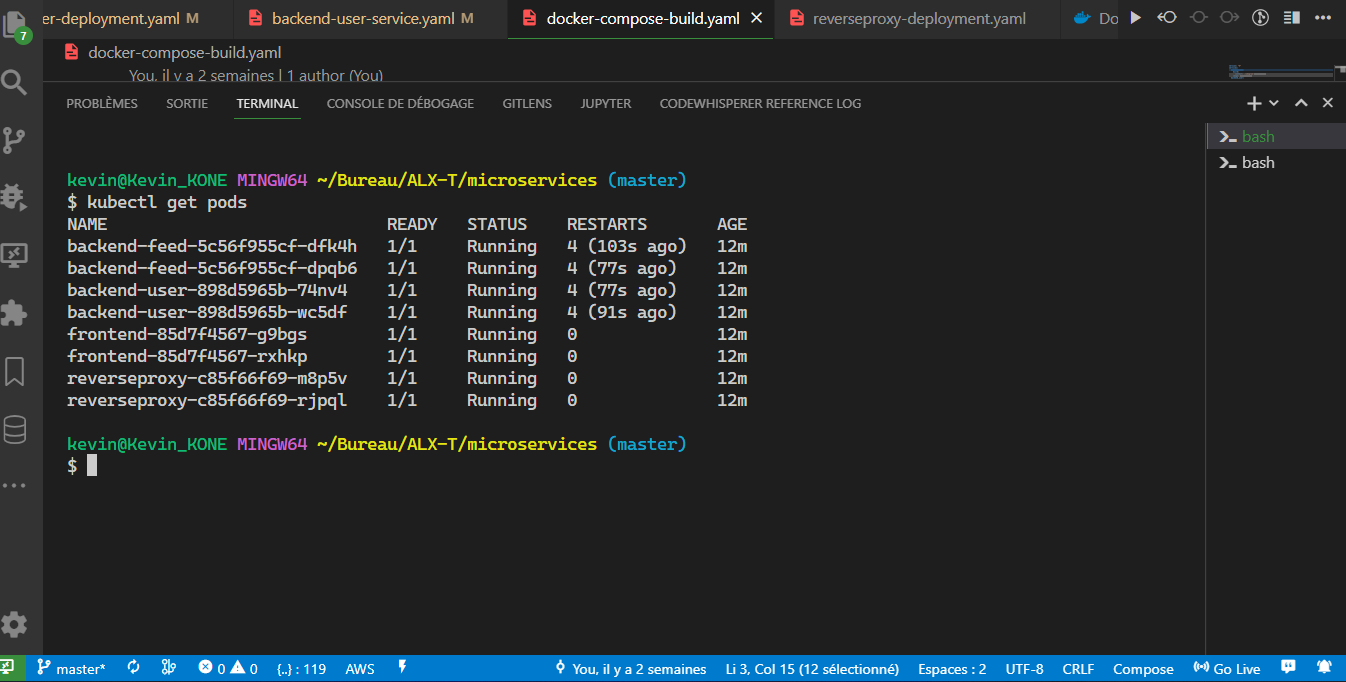 er-deployment.yaml M
backend-user-service.yaml M
docker-compose-build.yaml
reverseproxy-deployment.yaml
Do
7
docker-compose-build.yaml
You, il y a 2 semaines | 1 author (You)
PROBLÈMES SORTIE TERMINAL CONSOLE DE DÉBOGAGE GITLENS JUPYTER CODEWHISPERER REFERENCE LOG
bash
bash
kevin@Kevin_KONE MINGW64 ~/Bureau/ALX-T/microservices (master)
$ kubectl get pods
NAME READY STATUS RESTARTS AGE
backend-feed-5c56f955cf-dfk4h 1/1 Running 4 (103s ago) 12m
backend-feed-5c56f955cf-dpqb6 1/1 Running 4 (77s ago) 12m
backend-user-898d5965b-74nv4 1/1 Running 4 (77s ago) 12m
backend-user-898d5965b-wc5df 1/1 Running 4 (91s ago) 12m
frontend-85d7f4567-g9bgs 1/1 Running 0 12m
frontend-85d7f4567-rxhkp 1/1 Running 0 12m
reverseproxy-c85f66f69-m8p5v 1/1 Running 0 12m
reverseproxy-c85f66f69-rjpql 1/1 Running 0 12m
kevin@Kevin_KONE MINGW64 ~/Bureau/ALX-T/microservices (master)
$
master* 0 0 {..} : 119 AWS You, il y a 2 semaines Li 3, Col 15 (12 sélectionné) Espaces : 2 UTF-8 CRLF Compose Go Live